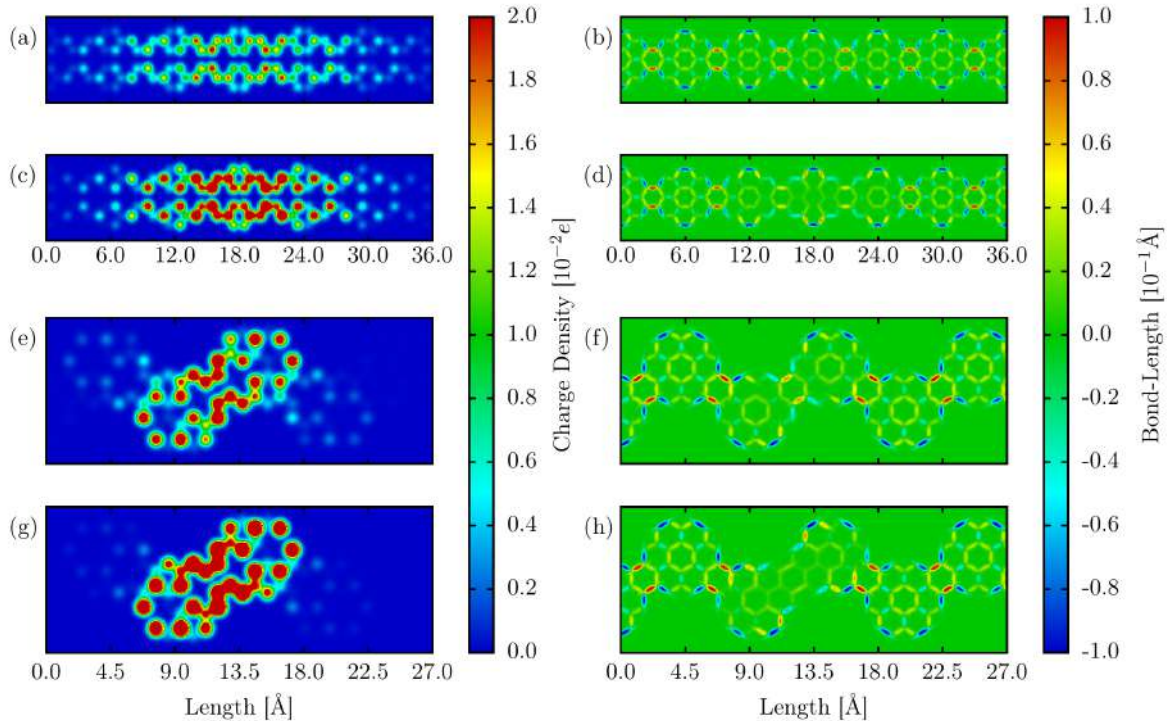 (a)
(b)
(c)
(d)
0.0 6.0 12.0 18.0 24.0 30.0 36.0
0.0 6.0 12.0 18.0 24.0 30.0 36.0
(e)
(f)
(g)
(h)
0.0 4.5 9.0 13.5 18.0 22.5 27.0
0.0 4.5 9.0 13.5 18.0 22.5 27.0
Length [Å]
Length [Å]
2.0
1.8
1.6
1.4
1.2
1.0
0.8
0.6
0.4
0.2
0.0
Charge Density [10⁻²e]
1.0
0.8
0.6
0.4
0.2
0.0
-0.2
-0.4
-0.6
-0.8
-1.0
Bond-Length [10⁻¹Å]